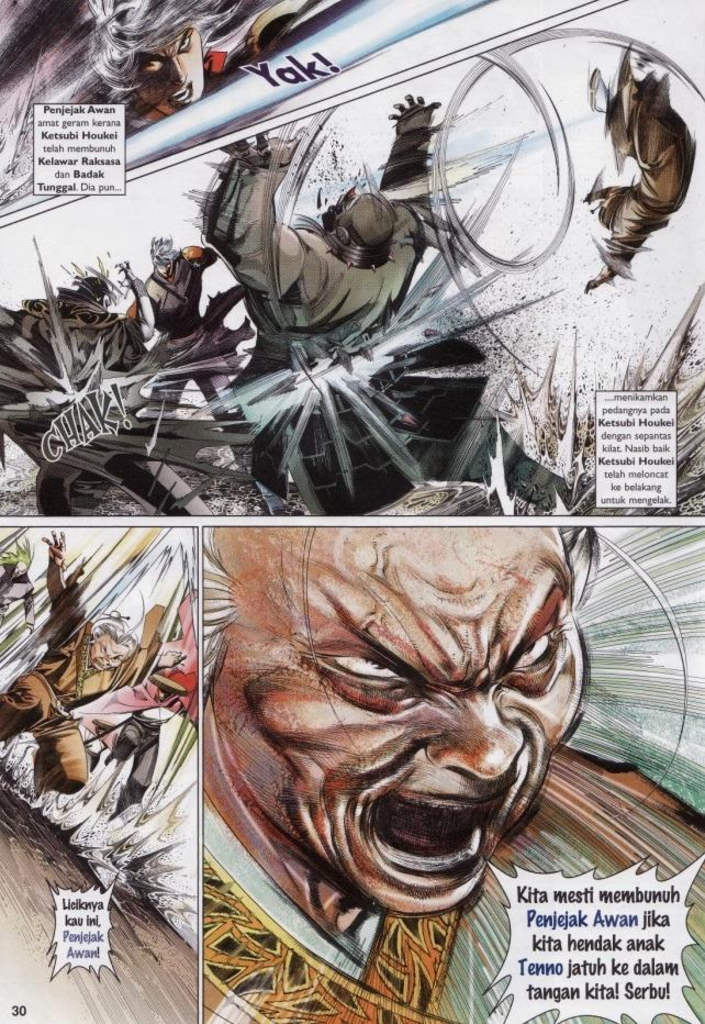 Yak!
Penjejak Awan
amat geram kerana
Ketsubi Houkei
telah membunuh
Kelawar Raksasa
dan Badak
Tunggal. Dia pun...
CHAK!
....menikamkan
pedangnya pada
Ketsubi Houkei
dengan sepantas
kilat. Nasib baik
Ketsubi Houkei
telah meloncat
ke belakang
untuk mengelak.
Liciknya
kau ini,
Penjejak
Awan!
Kita mesti membunuh
Penjejak Awan jika
kita hendak anak
Tenno jatuh ke dalam
tangan kita! Serbu!
30